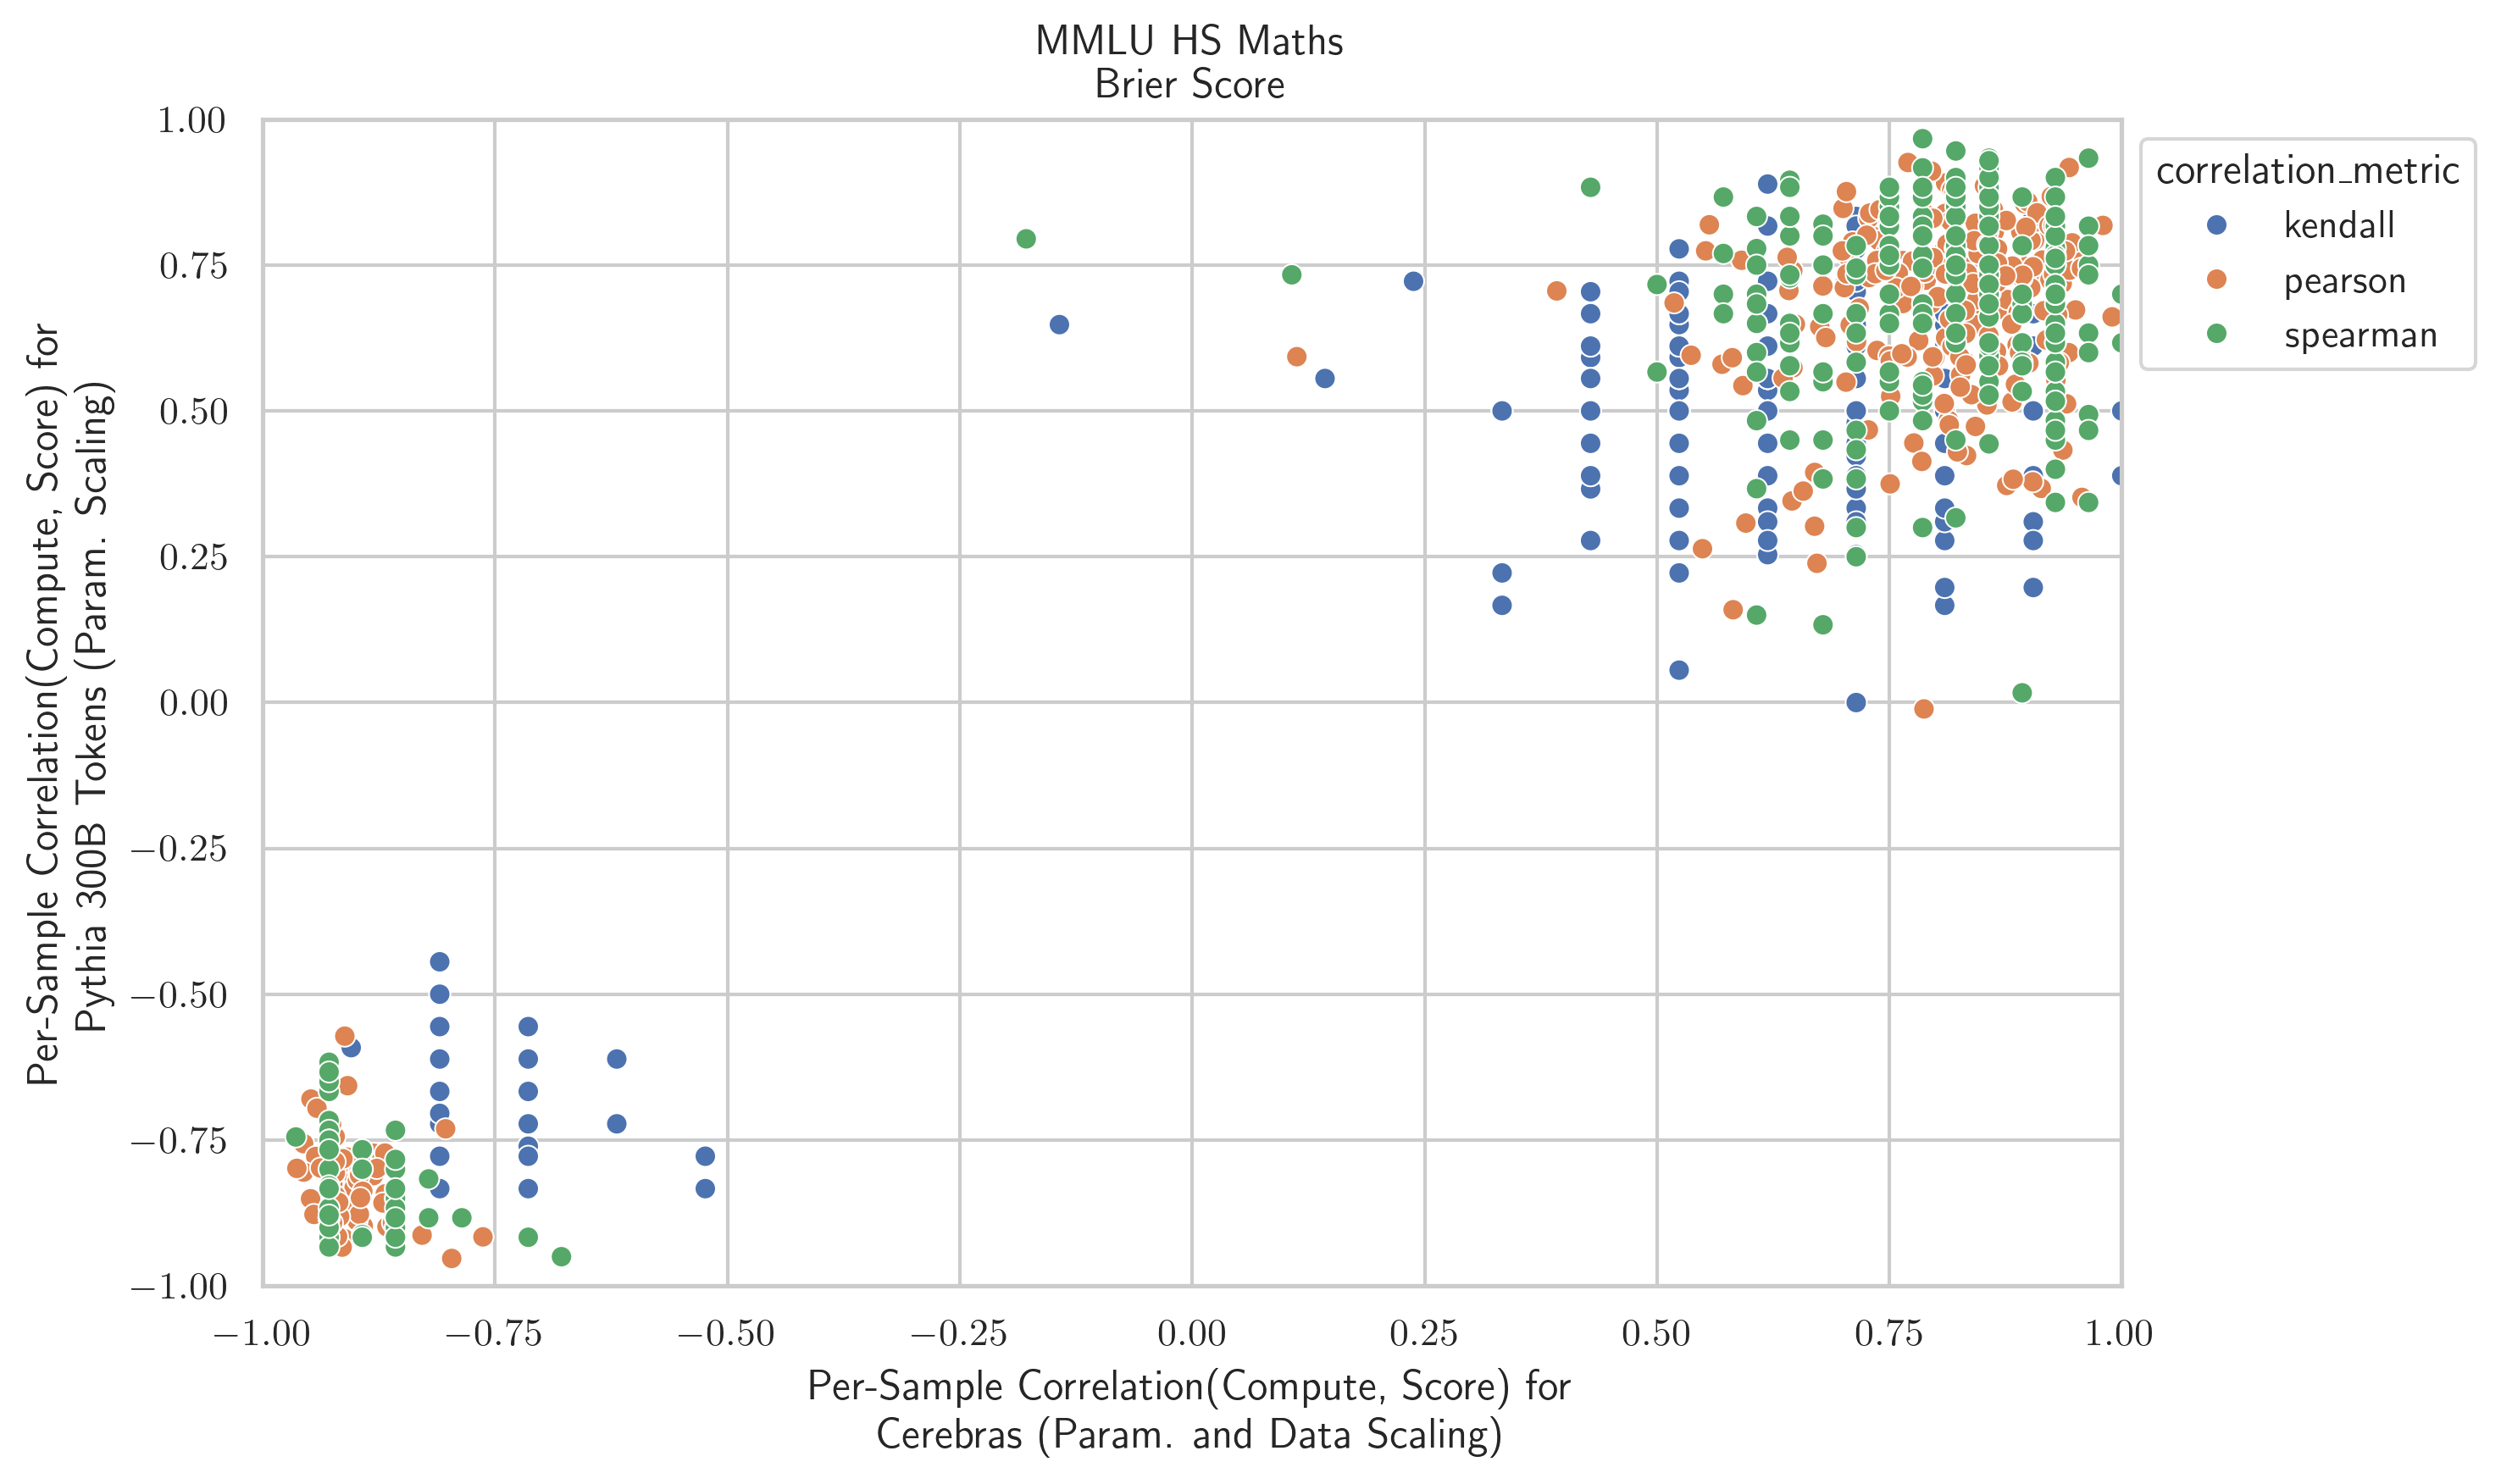 MMLU HS Maths
Brier Score
Per-Sample Correlation(Compute, Score) for
Pythia 300B Tokens (Param. Scaling)
1.00
0.75
0.50
0.25
0.00
−0.25
−0.50
−0.75
−1.00
−1.00 −0.75 −0.50 −0.25 0.00 0.25 0.50 0.75 1.00
Per-Sample Correlation(Compute, Score) for
Cerebras (Param. and Data Scaling)
correlation_metric
kendall
pearson
spearman